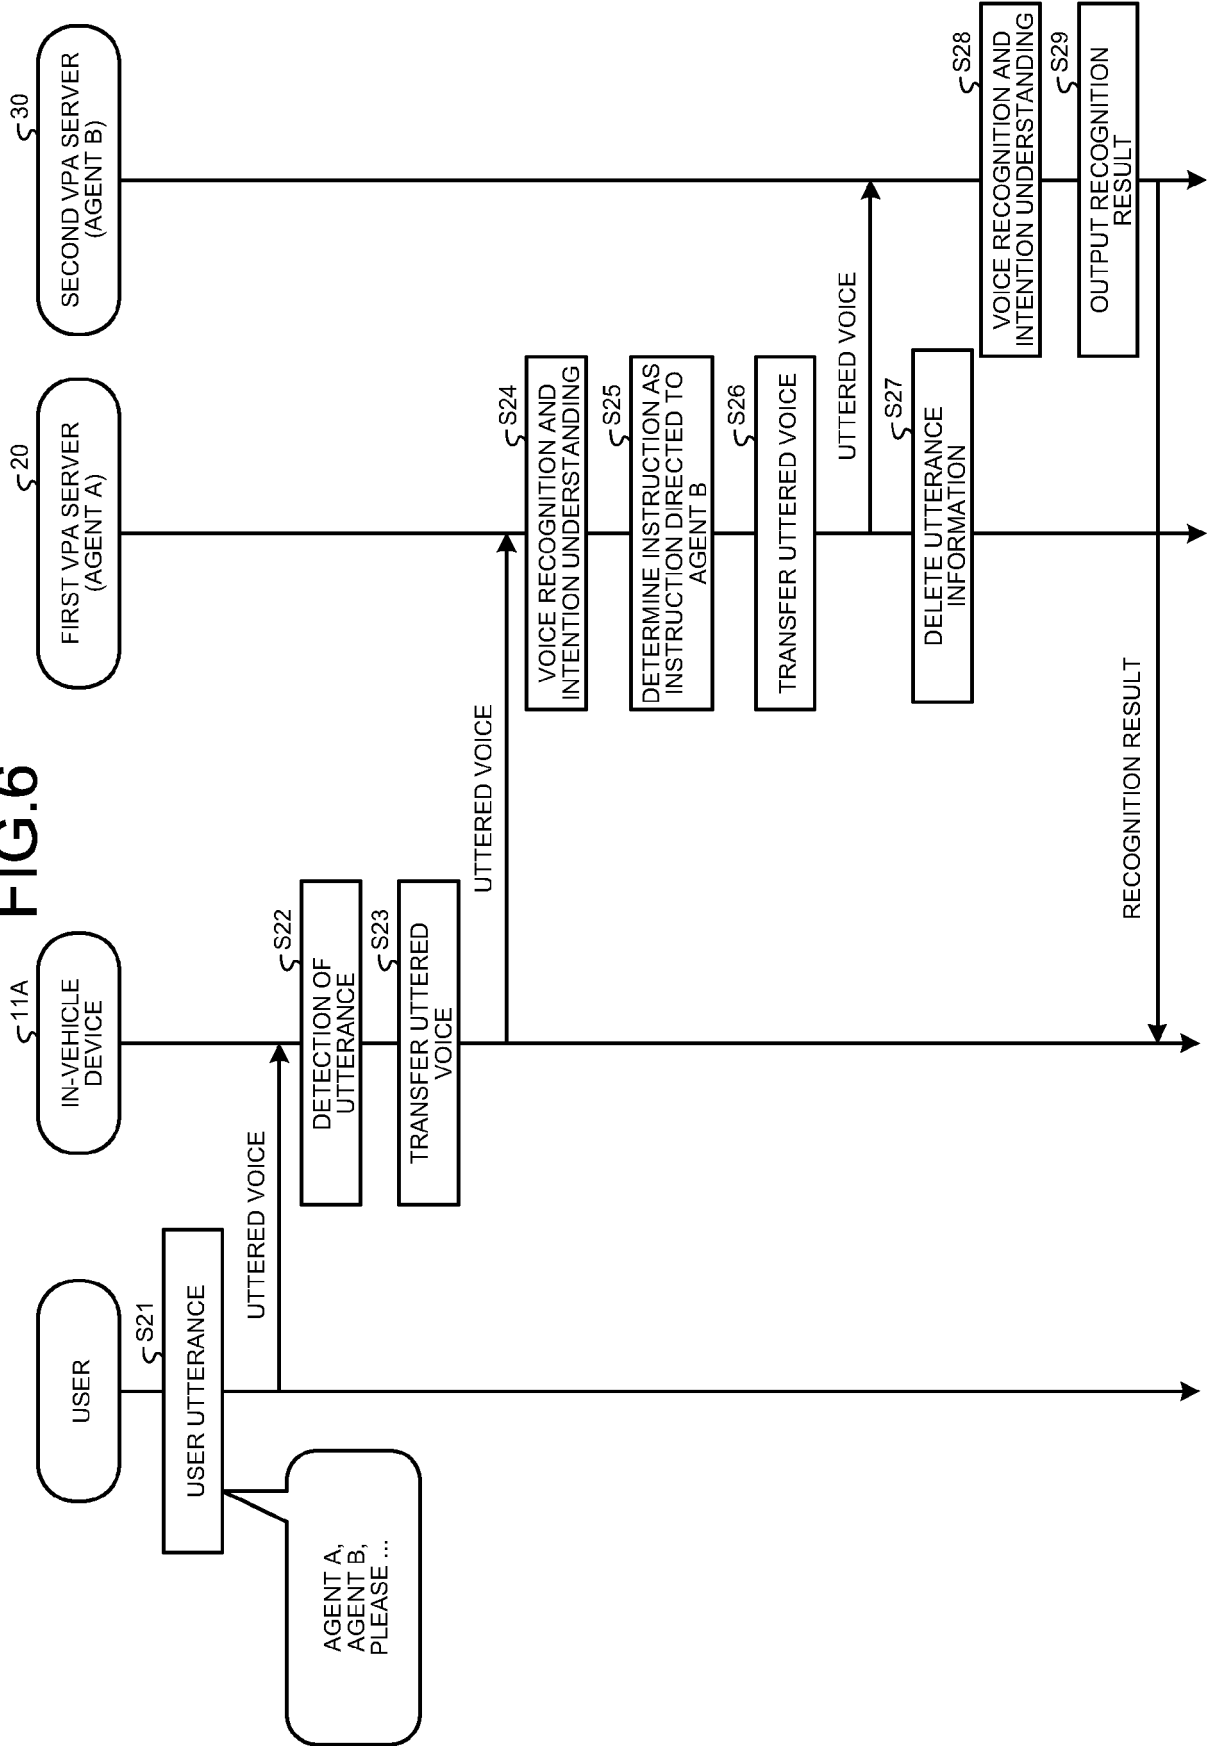 FIG.6
USER
11A
IN-VEHICLE
DEVICE
20
FIRST VPA SERVER
(AGENT A)
30
SECOND VPA SERVER
(AGENT B)
S21
USER UTTERANCE
AGENT A,
AGENT B,
PLEASE ...
UTTERED VOICE
S22
DETECTION OF
UTTERANCE
S23
TRANSFER UTTERED
VOICE
UTTERED VOICE
S24
VOICE RECOGNITION AND
INTENTION UNDERSTANDING
S25
DETERMINE INSTRUCTION AS
INSTRUCTION DIRECTED TO
AGENT B
S26
TRANSFER UTTERED VOICE
UTTERED VOICE
S27
DELETE UTTERANCE
INFORMATION
S28
VOICE RECOGNITION AND
INTENTION UNDERSTANDING
S29
OUTPUT RECOGNITION
RESULT
RECOGNITION RESULT